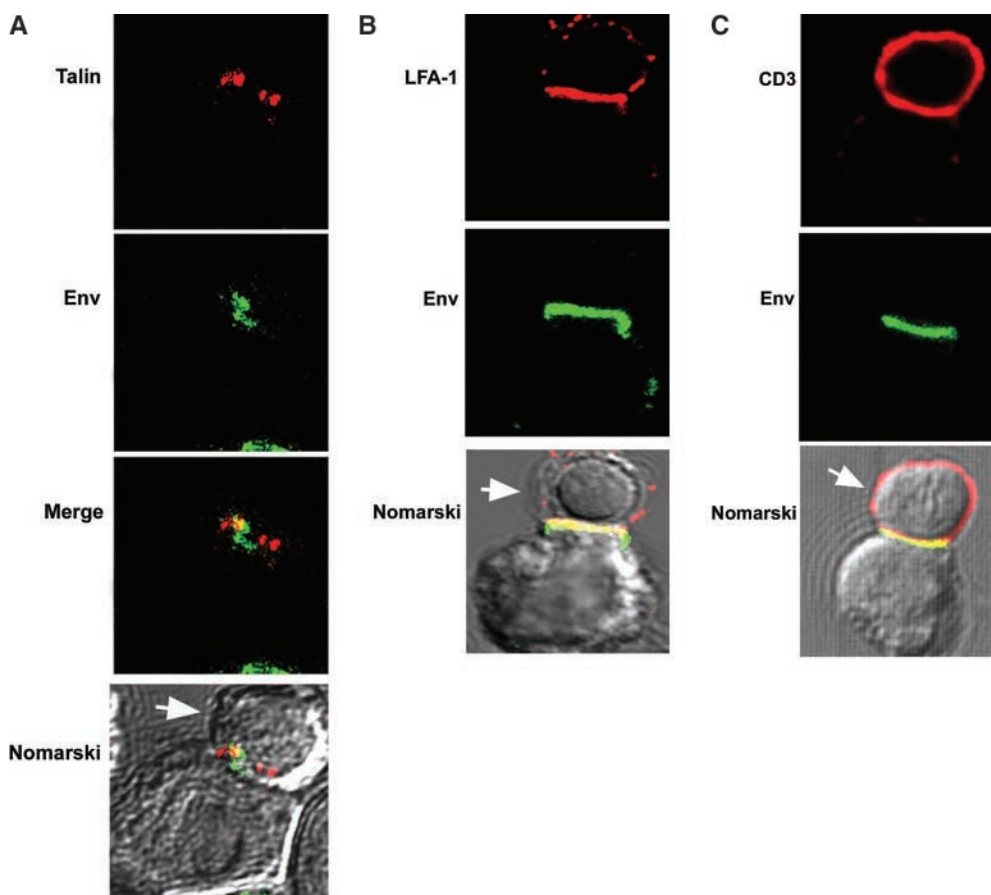 A
Talin
Env
Merge
Nomarski
B
LFA-1
Env
Nomarski
C
CD3
Env
Nomarski